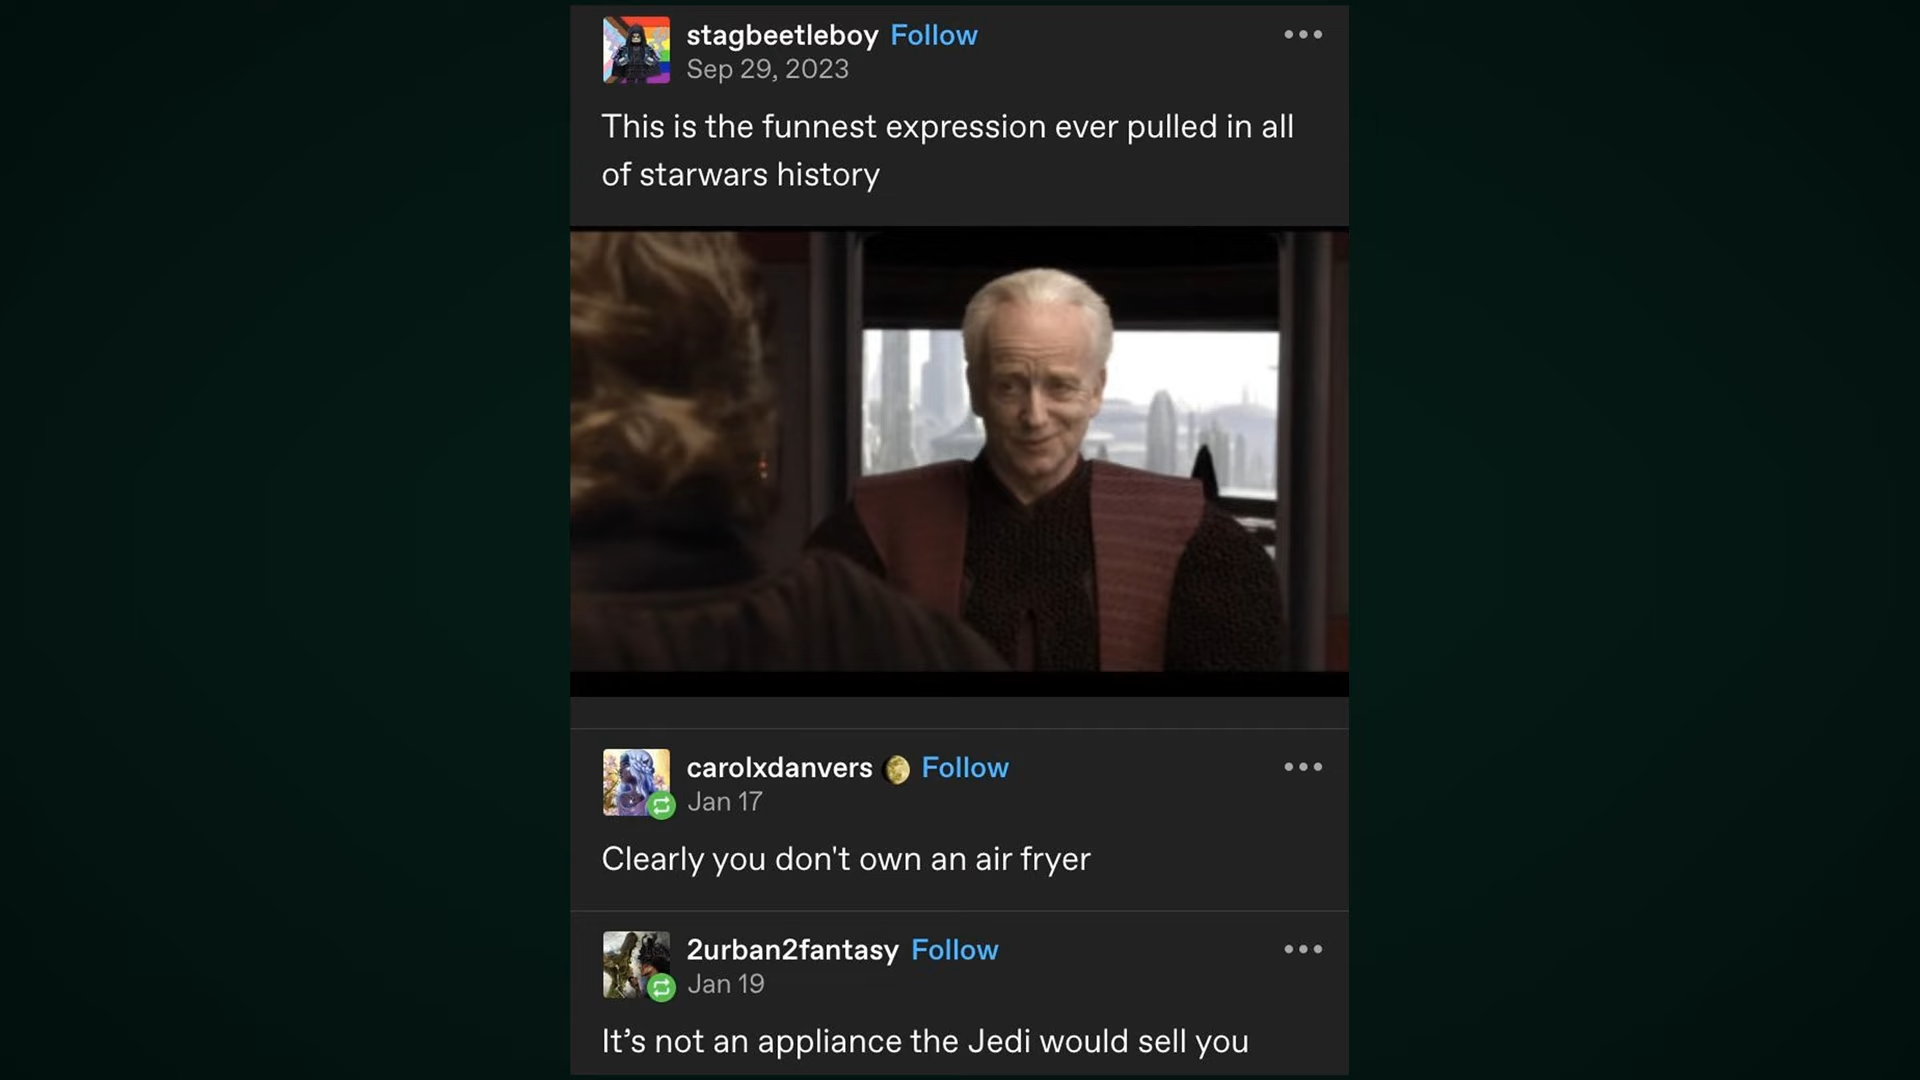 stagbeetleboy Follow
Sep 29, 2023
This is the funnest expression ever pulled in all
of starwars history
carolxdanvers Follow
Jan 17
Clearly you don't own an air fryer
2urban2fantasy Follow
Jan 19
It’s not an appliance the Jedi would sell you